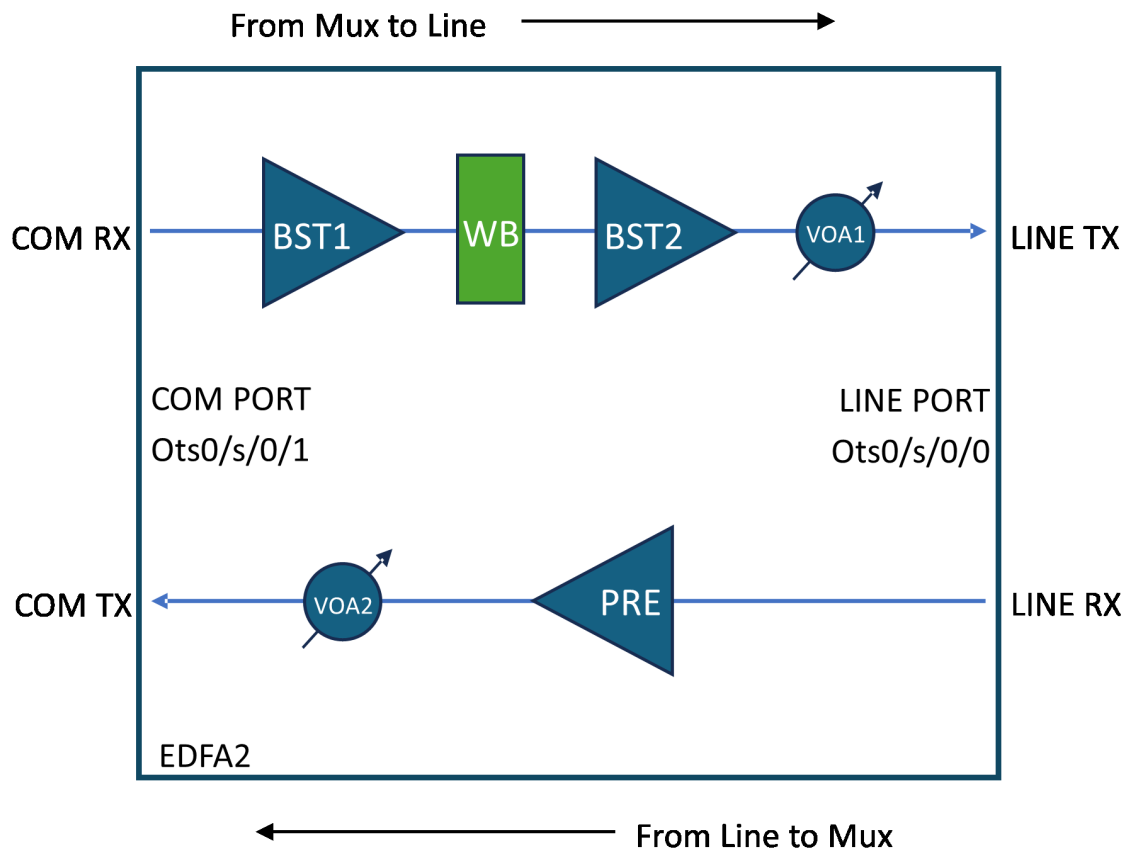 From Mux to Line
COM RX
BST1
WB
BST2
VOA1
LINE TX
COM PORT
Ots0/s/0/1
LINE PORT
Ots0/s/0/0
COM TX
VOA2
PRE
LINE RX
EDFA2
From Line to Mux